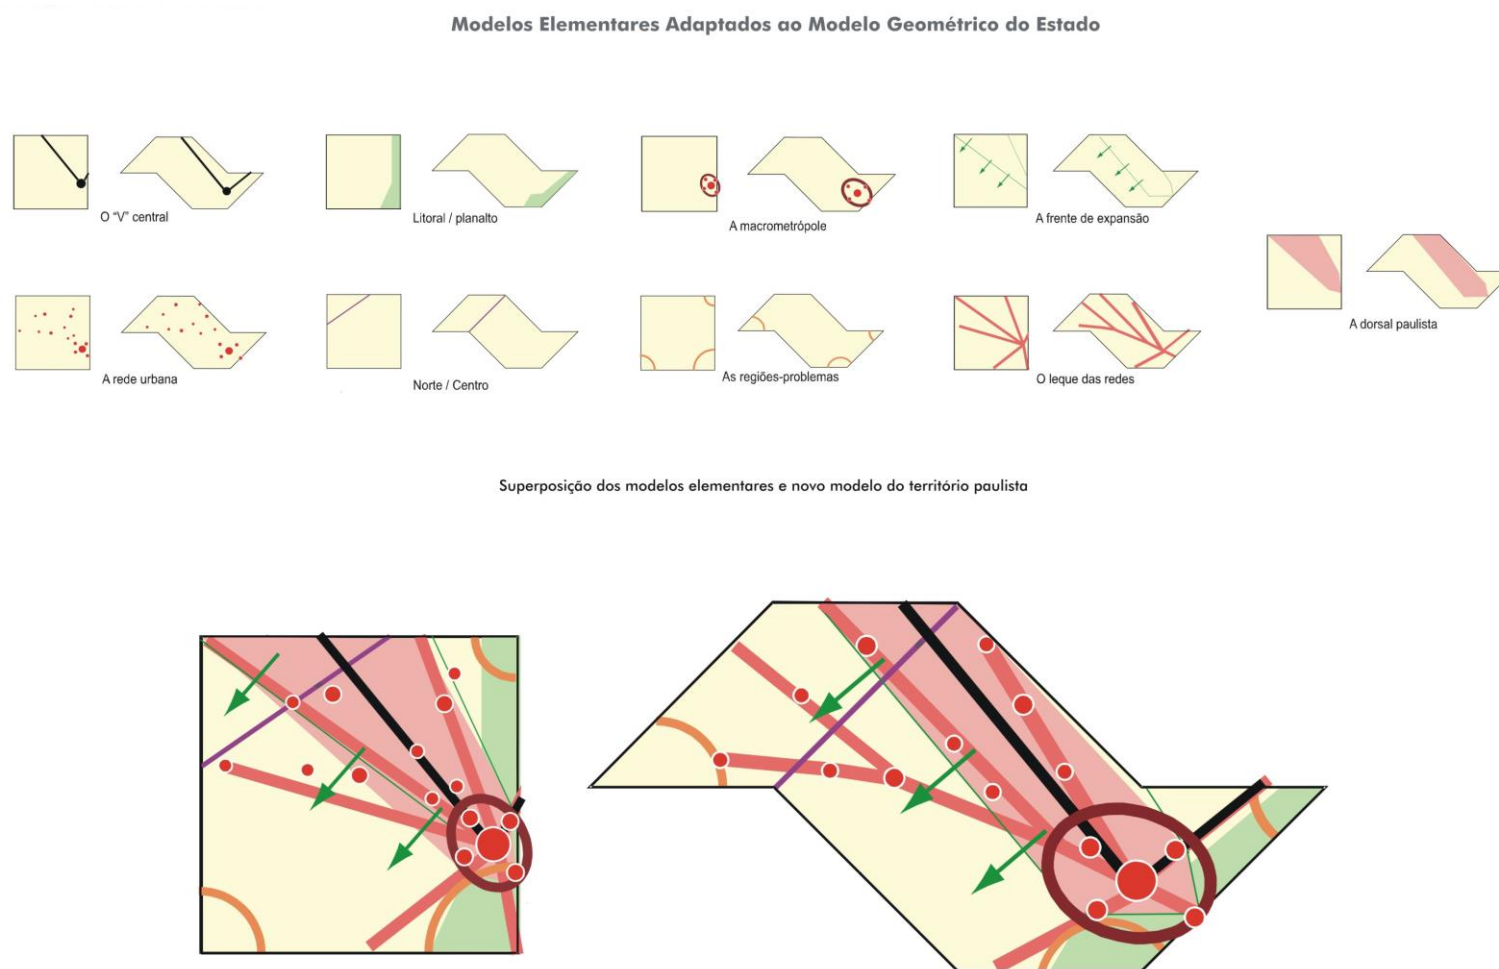 Modelos Elementares Adaptados ao Modelo Geométrico do Estado
O “V” central
Litoral / planalto
A macrometrópole
A frente de expansão
A rede urbana
Norte / Centro
As regiões-problemas
O leque das redes
A dorsal paulista
Superposição dos modelos elementares e novo modelo do território paulista